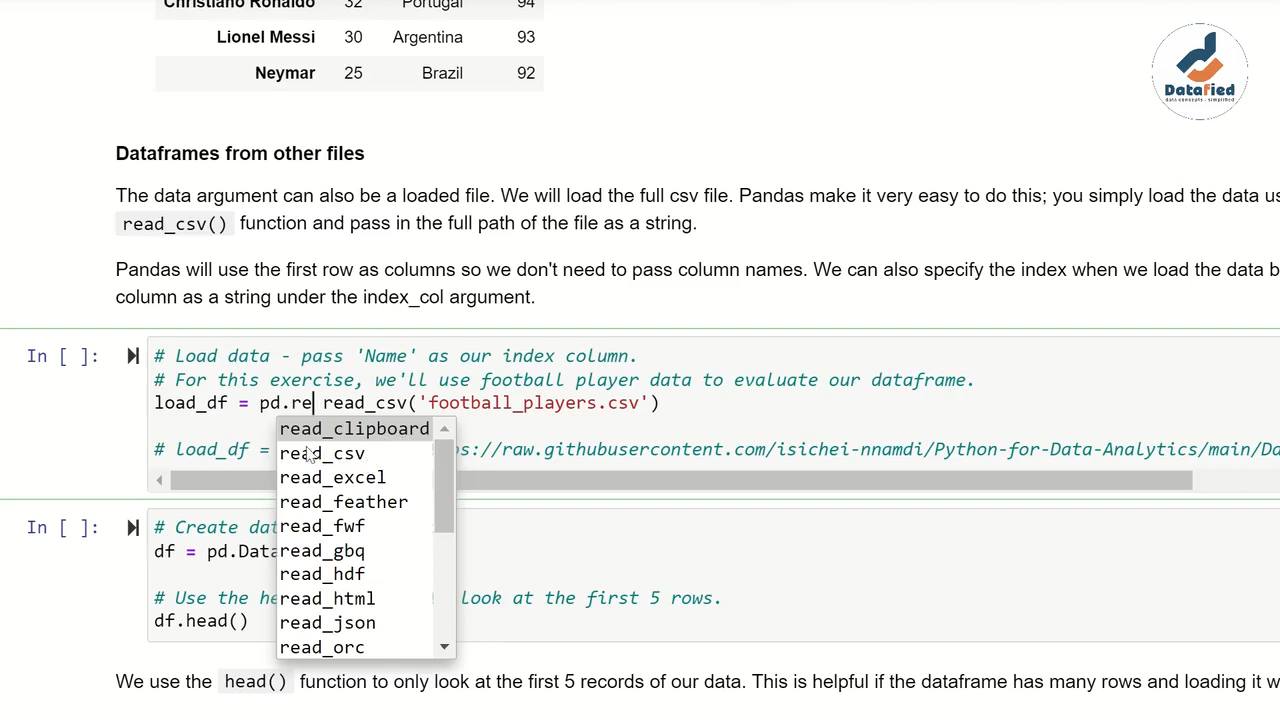 Christiano Ronaldo 32 Portugal 94
Lionel Messi 30 Argentina 93
Neymar 25 Brazil 92
Datafied
data concepts - simplified
Dataframes from other files
The data argument can also be a loaded file. We will load the full csv file. Pandas make it very easy to do this; you simply load the data us
read_csv() function and pass in the full path of the file as a string.
Pandas will use the first row as columns so we don't need to pass column names. We can also specify the index when we load the data b
column as a string under the index_col argument.
In [ ]: # Load data - pass 'Name' as our index column.
# For this exercise, we'll use football player data to evaluate our dataframe.
load_df = pd.re read_csv('football_players.csv')
read_clipboard
# load_df = ps://raw.githubusercontent.com/isichei-nnamdi/Python-for-Data-Analytics/main/Da
read_csv
read_excel
read_feather
In [ ]: # Create dat
read_fwf
df = pd.Data
read_gbq
read_hdf
# Use the he look at the first 5 rows.
read_html
df.head()
read_json
read_orc
We use the head() function to only look at the first 5 records of our data. This is helpful if the dataframe has many rows and loading it w